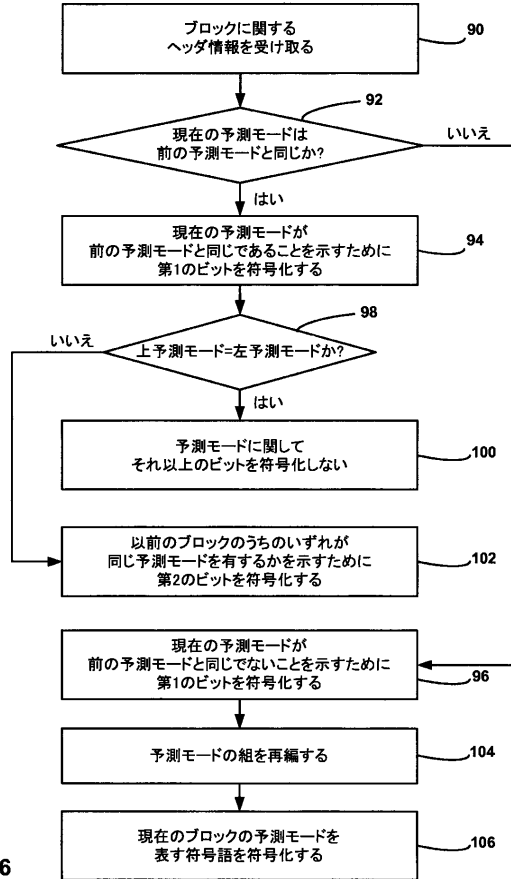 ブロックに関する
ヘッダ情報を受け取る
90
92
現在の予測モードは
前の予測モードと同じか?
いいえ
はい
現在の予測モードが
前の予測モードと同じであることを示すために
第1のビットを符号化する
94
98
いいえ
上予測モード=左予測モードか?
はい
予測モードに関して
それ以上のビットを符号化しない
100
以前のブロックのうちのいずれが
同じ予測モードを有するかを示すために
第2のビットを符号化する
102
現在の予測モードが
前の予測モードと同じでないことを示すために
第1のビットを符号化する
96
予測モードの組を再編する
104
現在のブロックの予測モードを
表す符号語を符号化する
106
6